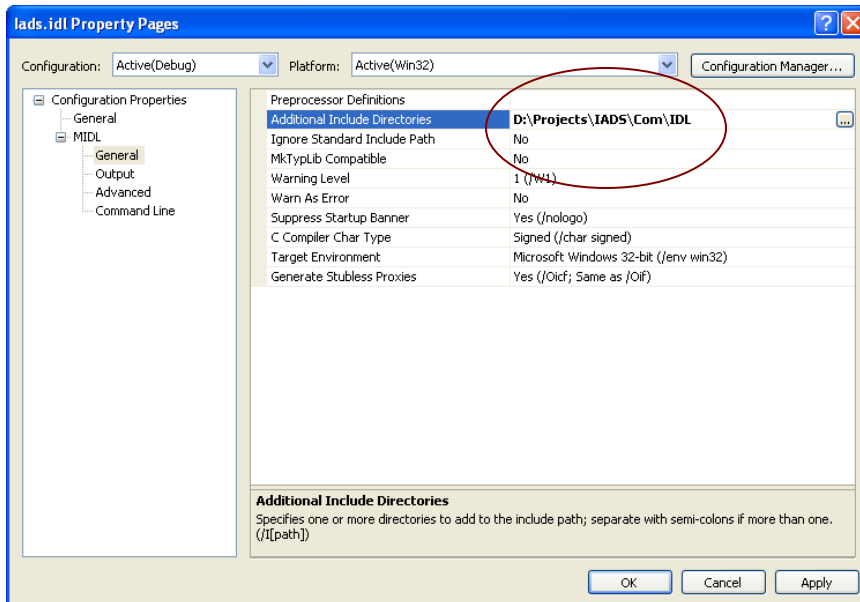 Iads.idl Property Pages
?
Configuration: Active(Debug) Platform: Active(Win32) Configuration Manager...
Configuration Properties
General
MIDL
General
Output
Advanced
Command Line
Preprocessor Definitions
Additional Include Directories D:\Projects\IADS\Com\IDL ...
Ignore Standard Include Path No
MkTypLib Compatible No
Warning Level 1 (/W1)
Warn As Error No
Suppress Startup Banner Yes (/nologo)
C Compiler Char Type Signed (/char signed)
Target Environment Microsoft Windows 32-bit (/env win32)
Generate Stubless Proxies Yes (/Oicf; Same as /Oif)
Additional Include Directories
Specifies one or more directories to add to the include path; separate with semi-colons if more than one.
(/I[path])
OK Cancel Apply